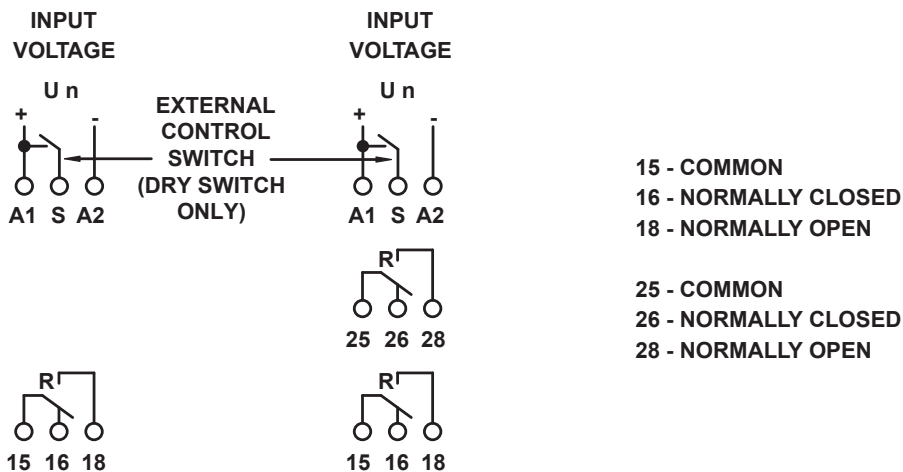 INPUT
VOLTAGE
U n
+ -
A1 S A2
EXTERNAL
CONTROL
SWITCH
(DRY SWITCH
ONLY)
INPUT
VOLTAGE
U n
+ -
A1 S A2
R
25 26 28
R
15 16 18
R
15 16 18
15 - COMMON
16 - NORMALLY CLOSED
18 - NORMALLY OPEN
25 - COMMON
26 - NORMALLY CLOSED
28 - NORMALLY OPEN